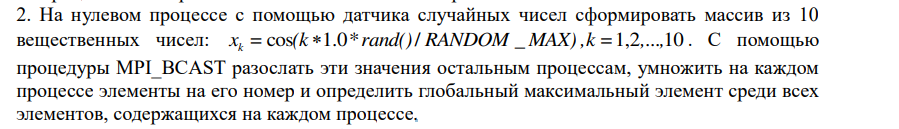 2. На нулевом процессе с помощью датчика случайных чисел сформировать массив из 10
вещественных чисел: xₖ = cos(k *1.0* rand() / RANDOM _ MAX) , k = 1,2,...,10 . С помощью
процедуры MPI_BCAST разослать эти значения остальным процессам, умножить на каждом
процессе элементы на его номер и определить глобальный максимальный элемент среди всех
элементов, содержащихся на каждом процессе.